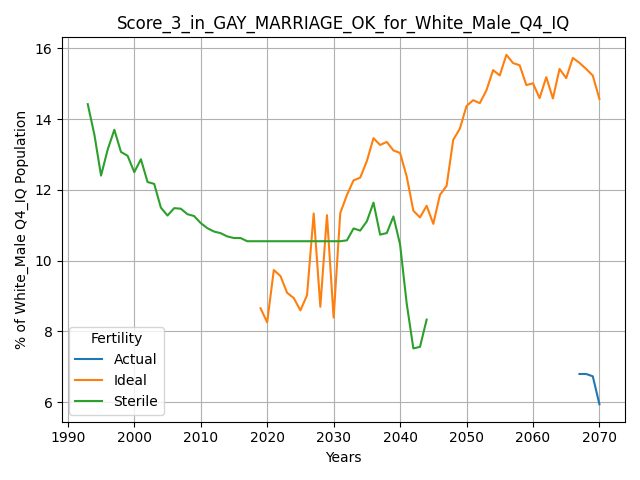 Score_3_in_GAY_MARRIAGE_OK_for_White_Male_Q4_IQ
% of White_Male Q4_IQ Population
16
14
12
10
8
6
Fertility
Actual
Ideal
Sterile
1990 2000 2010 2020 2030 2040 2050 2060 2070
Years